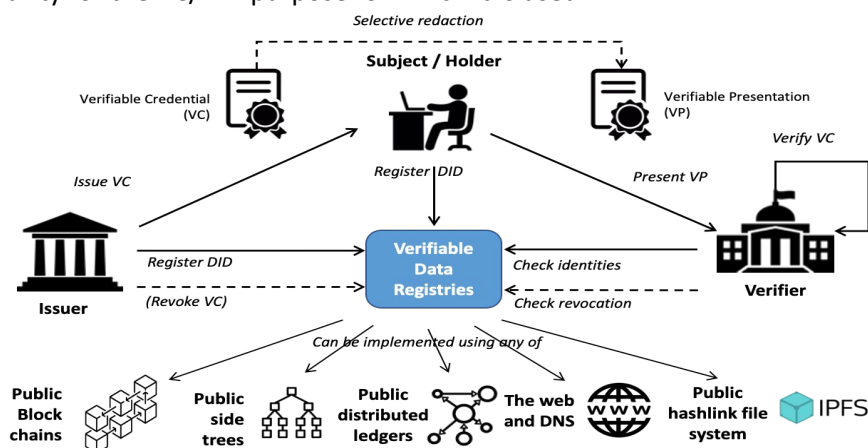 Selective redaction
Subject / Holder
Verifiable Credential
(VC)
Verifiable Presentation
(VP)
Verify VC
Issue VC
Register DID
Present VP
Register DID
Verifiable
Data
Registries
Check identities
Issuer
(Revoke VC)
Check revocation
Verifier
Can be implemented using any of
Public
Block
chains
Public
side
trees
Public
distributed
ledgers
The web
and DNS
WWW
Public
hashlink file
system
IPFS